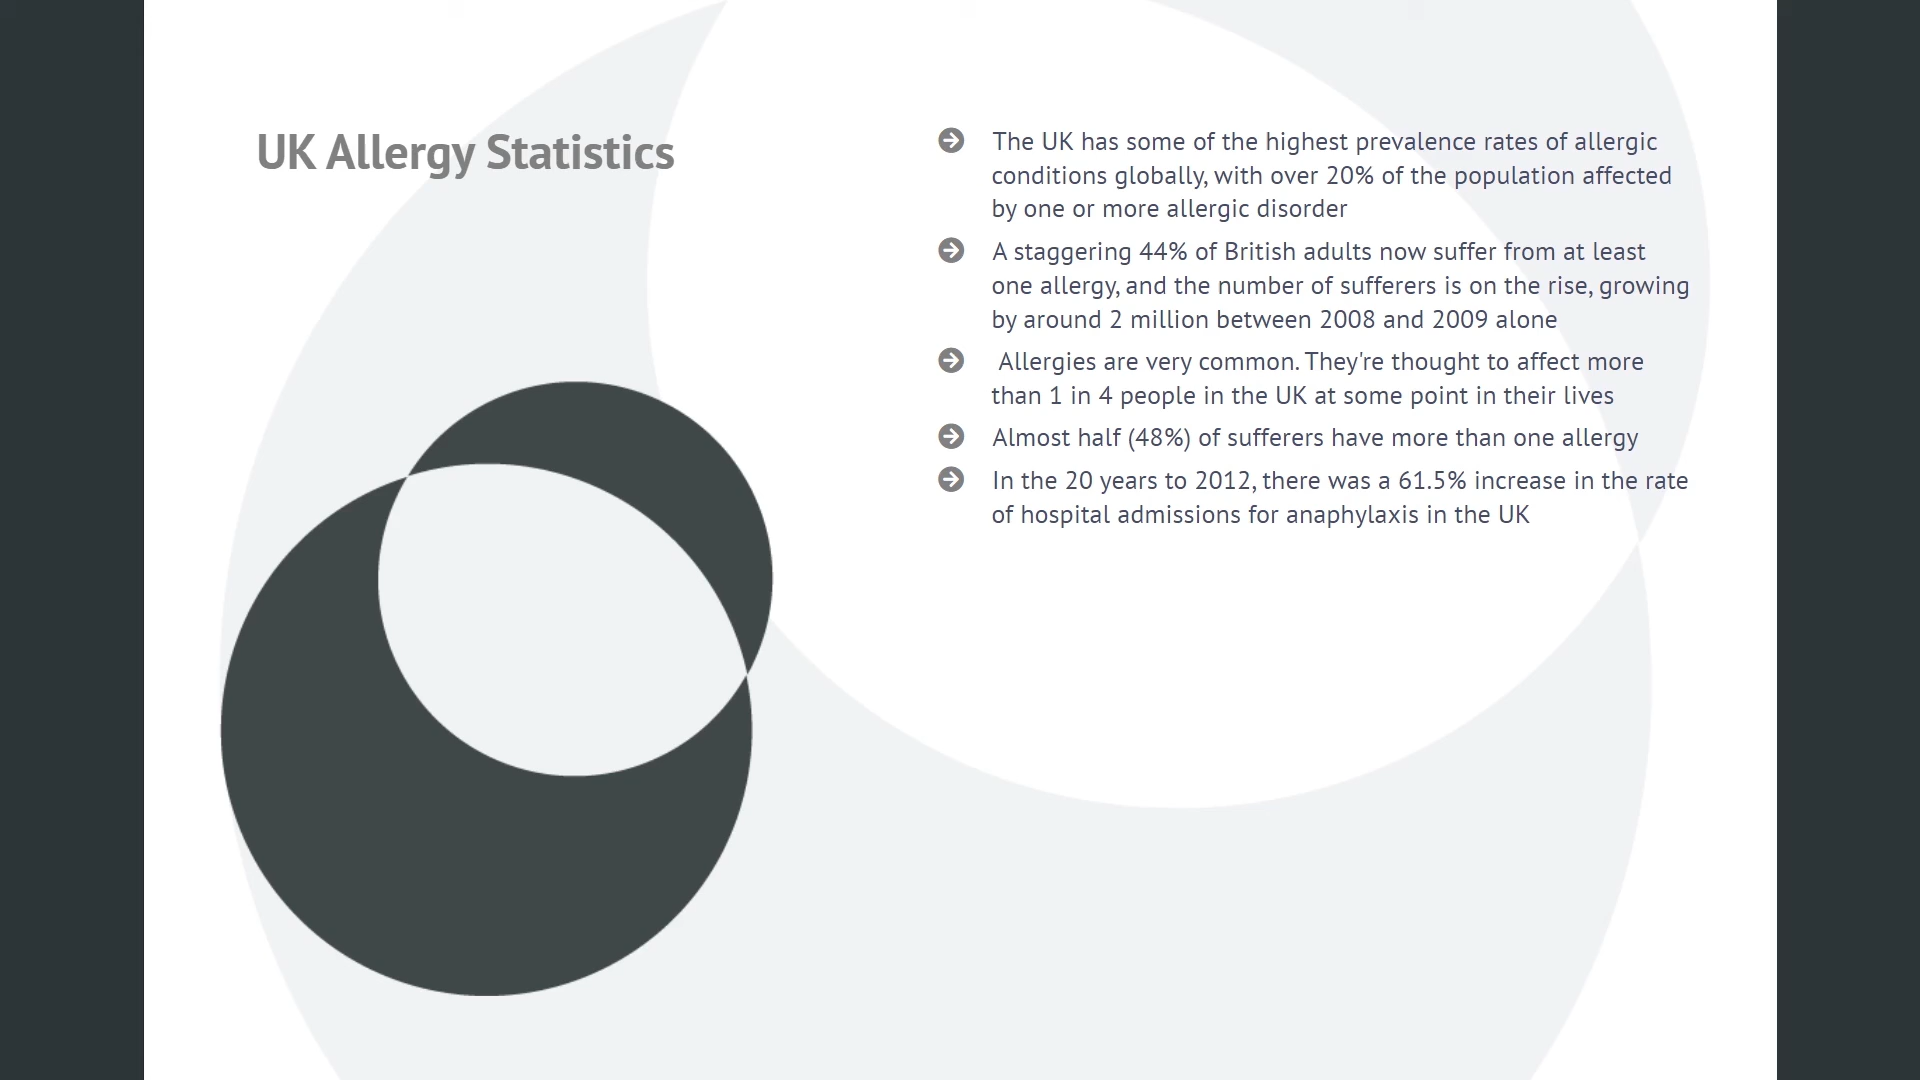 UK Allergy Statistics
The UK has some of the highest prevalence rates of allergic
conditions globally, with over 20% of the population affected
by one or more allergic disorder
A staggering 44% of British adults now suffer from at least
one allergy, and the number of sufferers is on the rise, growing
by around 2 million between 2008 and 2009 alone
Allergies are very common. They're thought to affect more
than 1 in 4 people in the UK at some point in their lives
Almost half (48%) of sufferers have more than one allergy
In the 20 years to 2012, there was a 61.5% increase in the rate
of hospital admissions for anaphylaxis in the UK